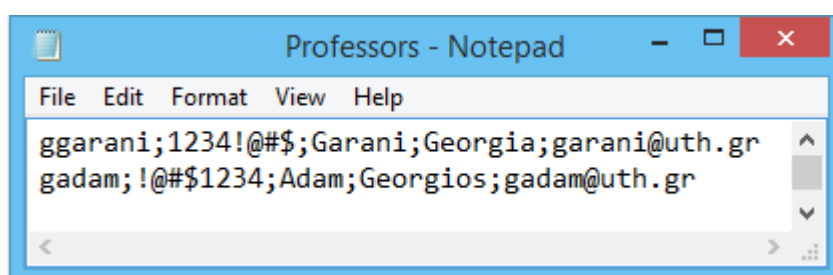 Professors - Notepad
File Edit Format View Help
ggarani;1234!@#$;Garani;Georgia;garani@uth.gr
gadam;!@#$1234;Adam;Georgios;gadam@uth.gr